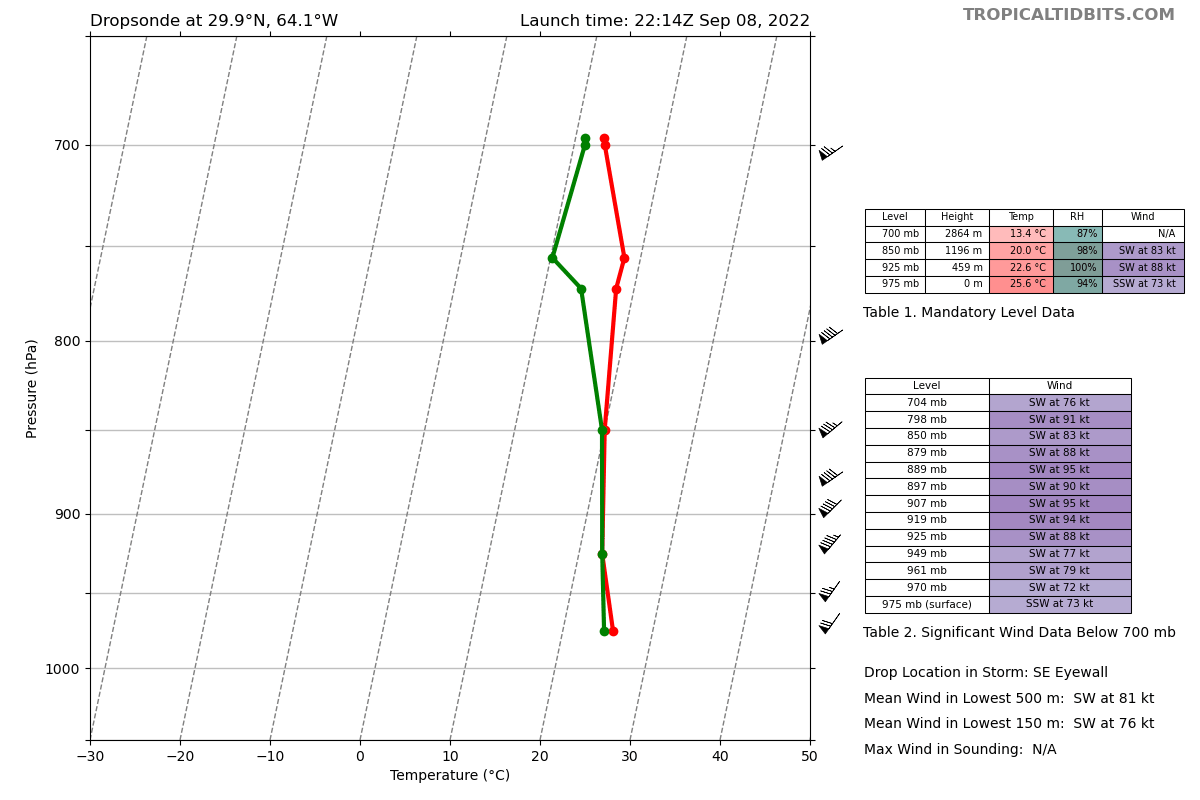 Dropsonde at 29.9°N, 64.1°W
Launch time: 22:14Z Sep 08, 2022
TROPICALTIDBITS.COM
700
800
900
1000
Pressure (hPa)
−30 −20 −10 0 10 20 30 40 50
Temperature (°C)
Level Height Temp RH Wind
700 mb 2864 m 13.4 °C 87% N/A
850 mb 1196 m 20.0 °C 98% SW at 83 kt
925 mb 459 m 22.6 °C 100% SW at 88 kt
975 mb 0 m 25.6 °C 94% SSW at 73 kt
Table 1. Mandatory Level Data
Level Wind
704 mb SW at 76 kt
798 mb SW at 91 kt
850 mb SW at 83 kt
879 mb SW at 88 kt
889 mb SW at 95 kt
897 mb SW at 90 kt
907 mb SW at 95 kt
919 mb SW at 94 kt
925 mb SW at 88 kt
949 mb SW at 77 kt
961 mb SW at 79 kt
970 mb SW at 72 kt
975 mb (surface) SSW at 73 kt
Table 2. Significant Wind Data Below 700 mb
Drop Location in Storm: SE Eyewall
Mean Wind in Lowest 500 m: SW at 81 kt
Mean Wind in Lowest 150 m: SW at 76 kt
Max Wind in Sounding: N/A